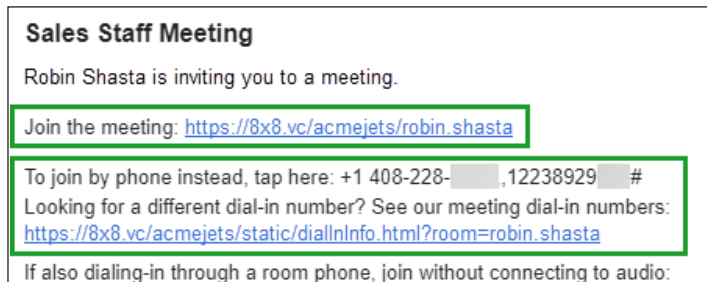 Sales Staff Meeting
Robin Shasta is inviting you to a meeting.
Join the meeting: https://8x8.vc/acmejets/robin.shasta
To join by phone instead, tap here: +1 408-228- ,,12238929 #
Looking for a different dial-in number? See our meeting dial-in numbers:
https://8x8.vc/acmejets/static/dialInInfo.html?room=robin.shasta
If also dialing-in through a room phone, join without connecting to audio: